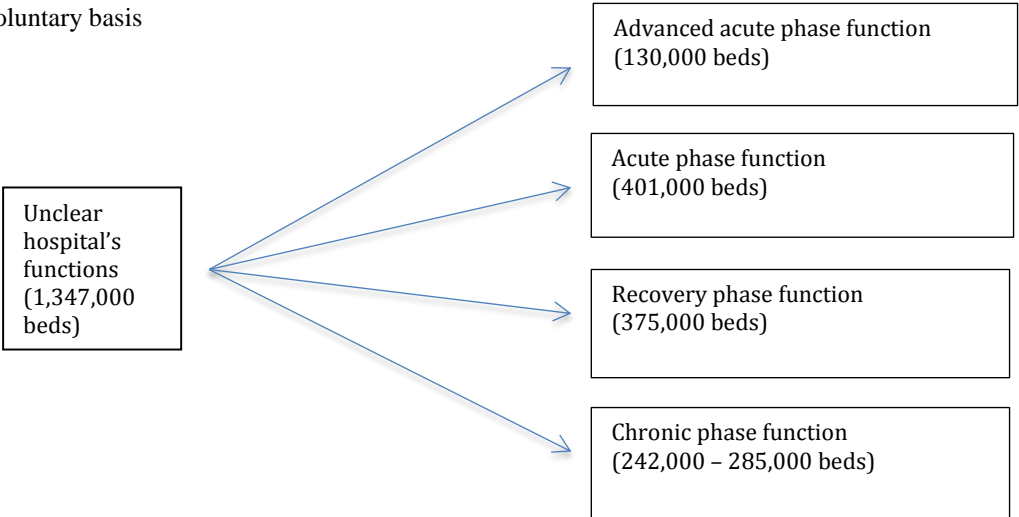 oluntary basis
Advanced acute phase function
(130,000 beds)
Acute phase function
(401,000 beds)
Unclear
hospital's
functions
(1,347,000
beds)
Recovery phase function
(375,000 beds)
Chronic phase function
(242,000 – 285,000 beds)